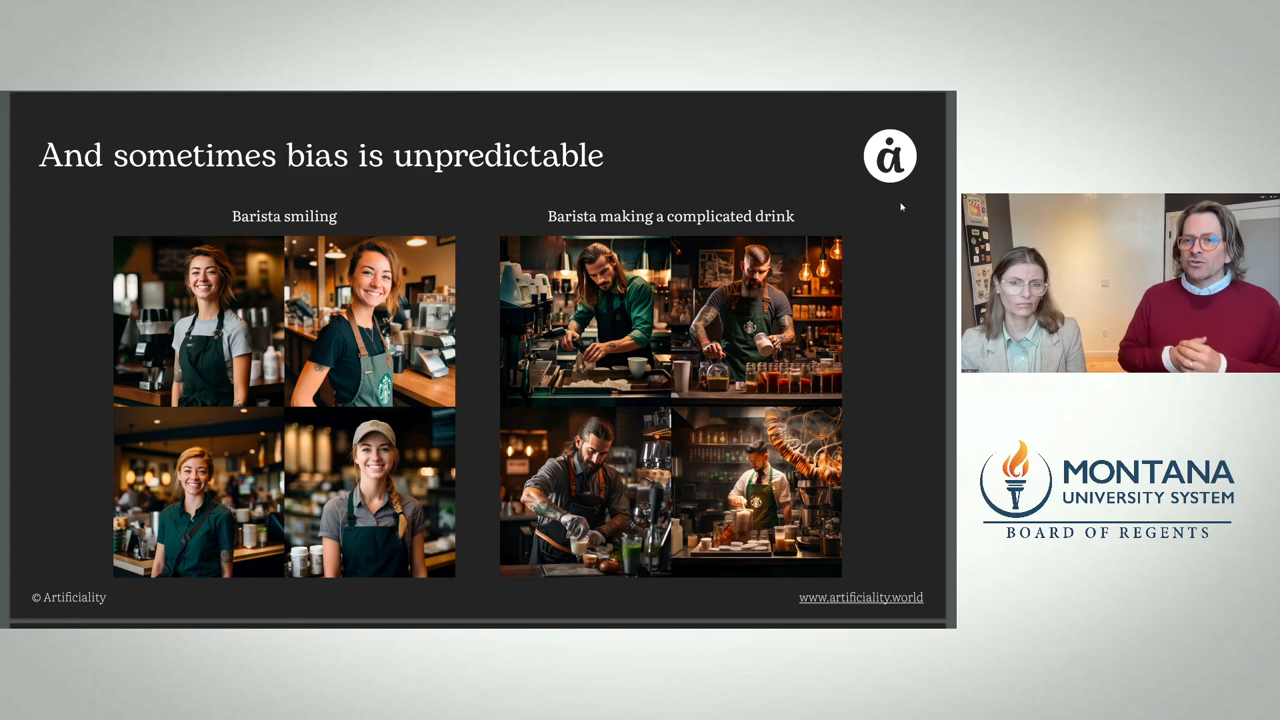 And sometimes bias is unpredictable
ȧ
Barista smiling
Barista making a complicated drink
© Artificiality
www.artificiality.world
MONTANA
UNIVERSITY SYSTEM
BOARD OF REGENTS